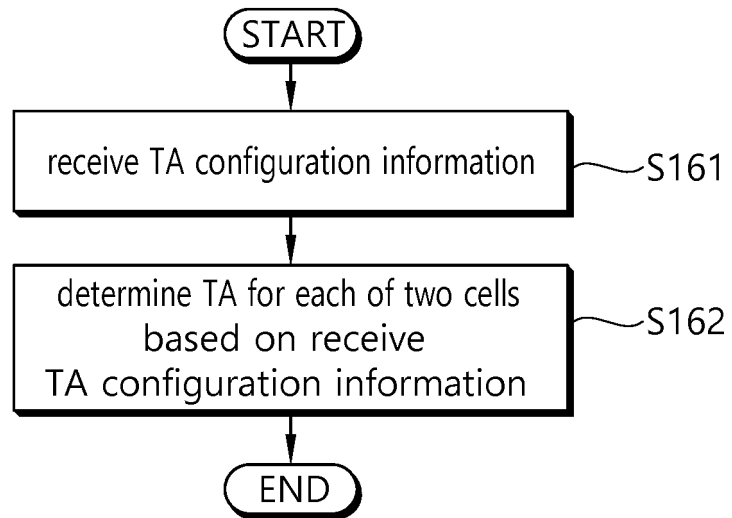 START
receive TA configuration information
S161
determine TA for each of two cells
based on receive
TA configuration information
S162
END